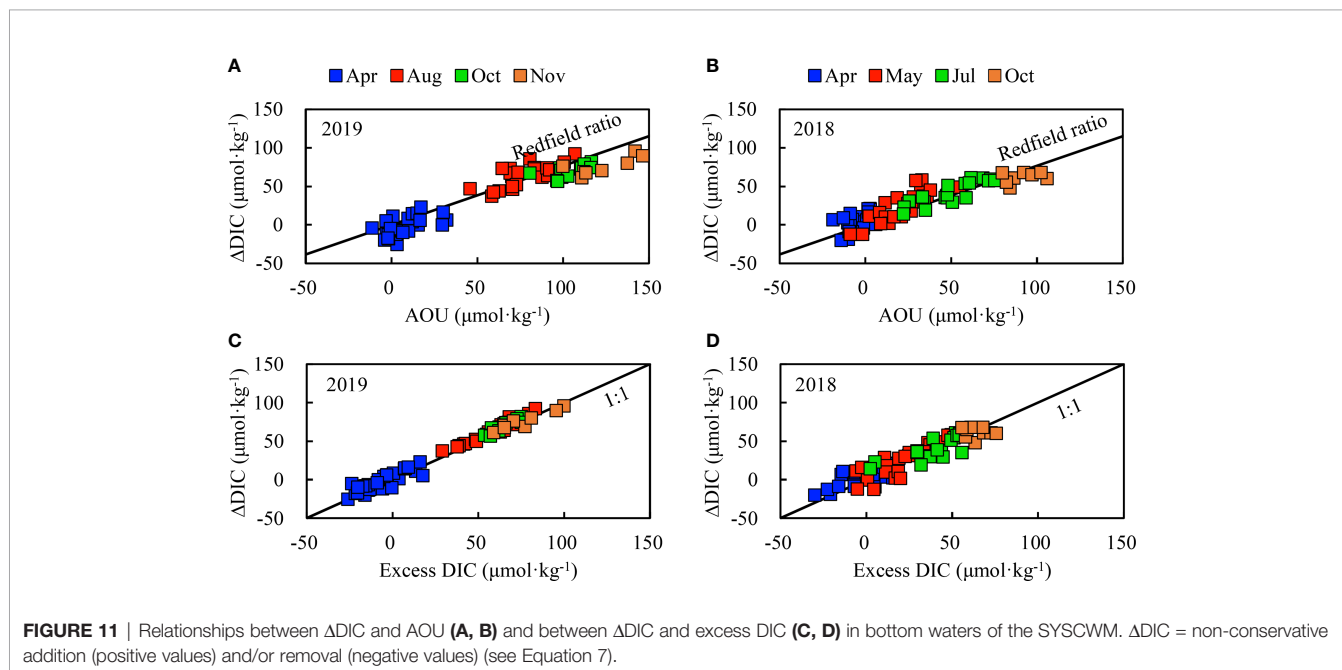 A
Apr Aug Oct Nov
150
100
50
0
-50
ΔDIC (μmol·kg⁻¹)
2019
Redfield ratio
-50 0 50 100 150
AOU (μmol·kg⁻¹)
B
Apr May Jul Oct
150
100
50
0
-50
ΔDIC (μmol·kg⁻¹)
2018
Redfield ratio
-50 0 50 100 150
AOU (μmol·kg⁻¹)
C
150
100
50
0
-50
ΔDIC (μmol·kg⁻¹)
2019
1:1
-50 0 50 100 150
Excess DIC (μmol·kg⁻¹)
D
150
100
50
0
-50
ΔDIC (μmol·kg⁻¹)
2018
1:1
-50 0 50 100 150
Excess DIC (μmol·kg⁻¹)
FIGURE 11 | Relationships between ΔDIC and AOU (A, B) and between ΔDIC and excess DIC (C, D) in bottom waters of the SYSCWM. ΔDIC = non-conservative
addition (positive values) and/or removal (negative values) (see Equation 7).